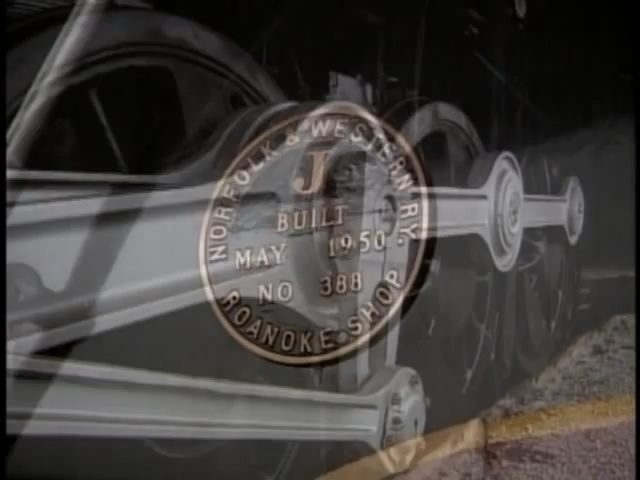 NORFOLK & WESTERN RY.
J
BUILT
MAY 1950
NO 388
ROANOKE SHOP